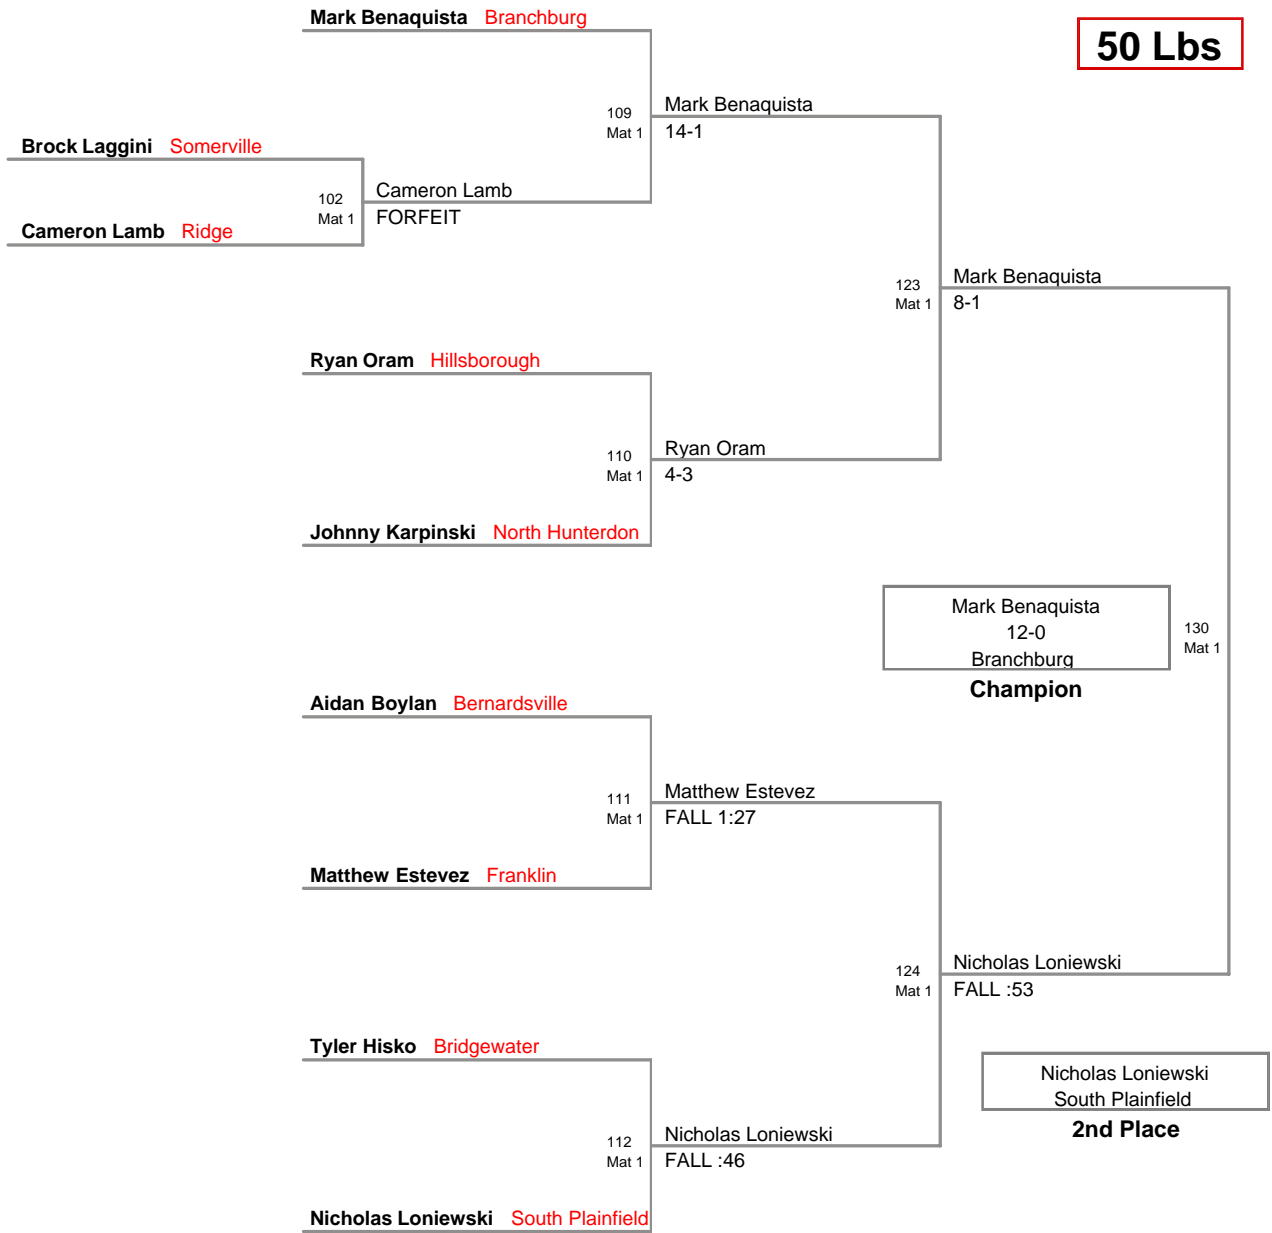 Mark Benaquista Branchburg
50 Lbs
109
Mat 1
Mark Benaquista
14-1
Brock Laggini Somerville
102
Mat 1
Cameron Lamb
FORFEIT
Cameron Lamb Ridge
123
Mat 1
Mark Benaquista
8-1
Ryan Oram Hillsborough
110
Mat 1
Ryan Oram
4-3
Johnny Karpinski North Hunterdon
Mark Benaquista
12-0
Branchburg
Champion
130
Mat 1
Aidan Boylan Bernardsville
111
Mat 1
Matthew Estevez
FALL 1:27
Matthew Estevez Franklin
124
Mat 1
Nicholas Loniewski
FALL :53
Tyler Hisko Bridgewater
Nicholas Loniewski
South Plainfield
2nd Place
112
Mat 1
Nicholas Loniewski
FALL :46
Nicholas Loniewski South Plainfield